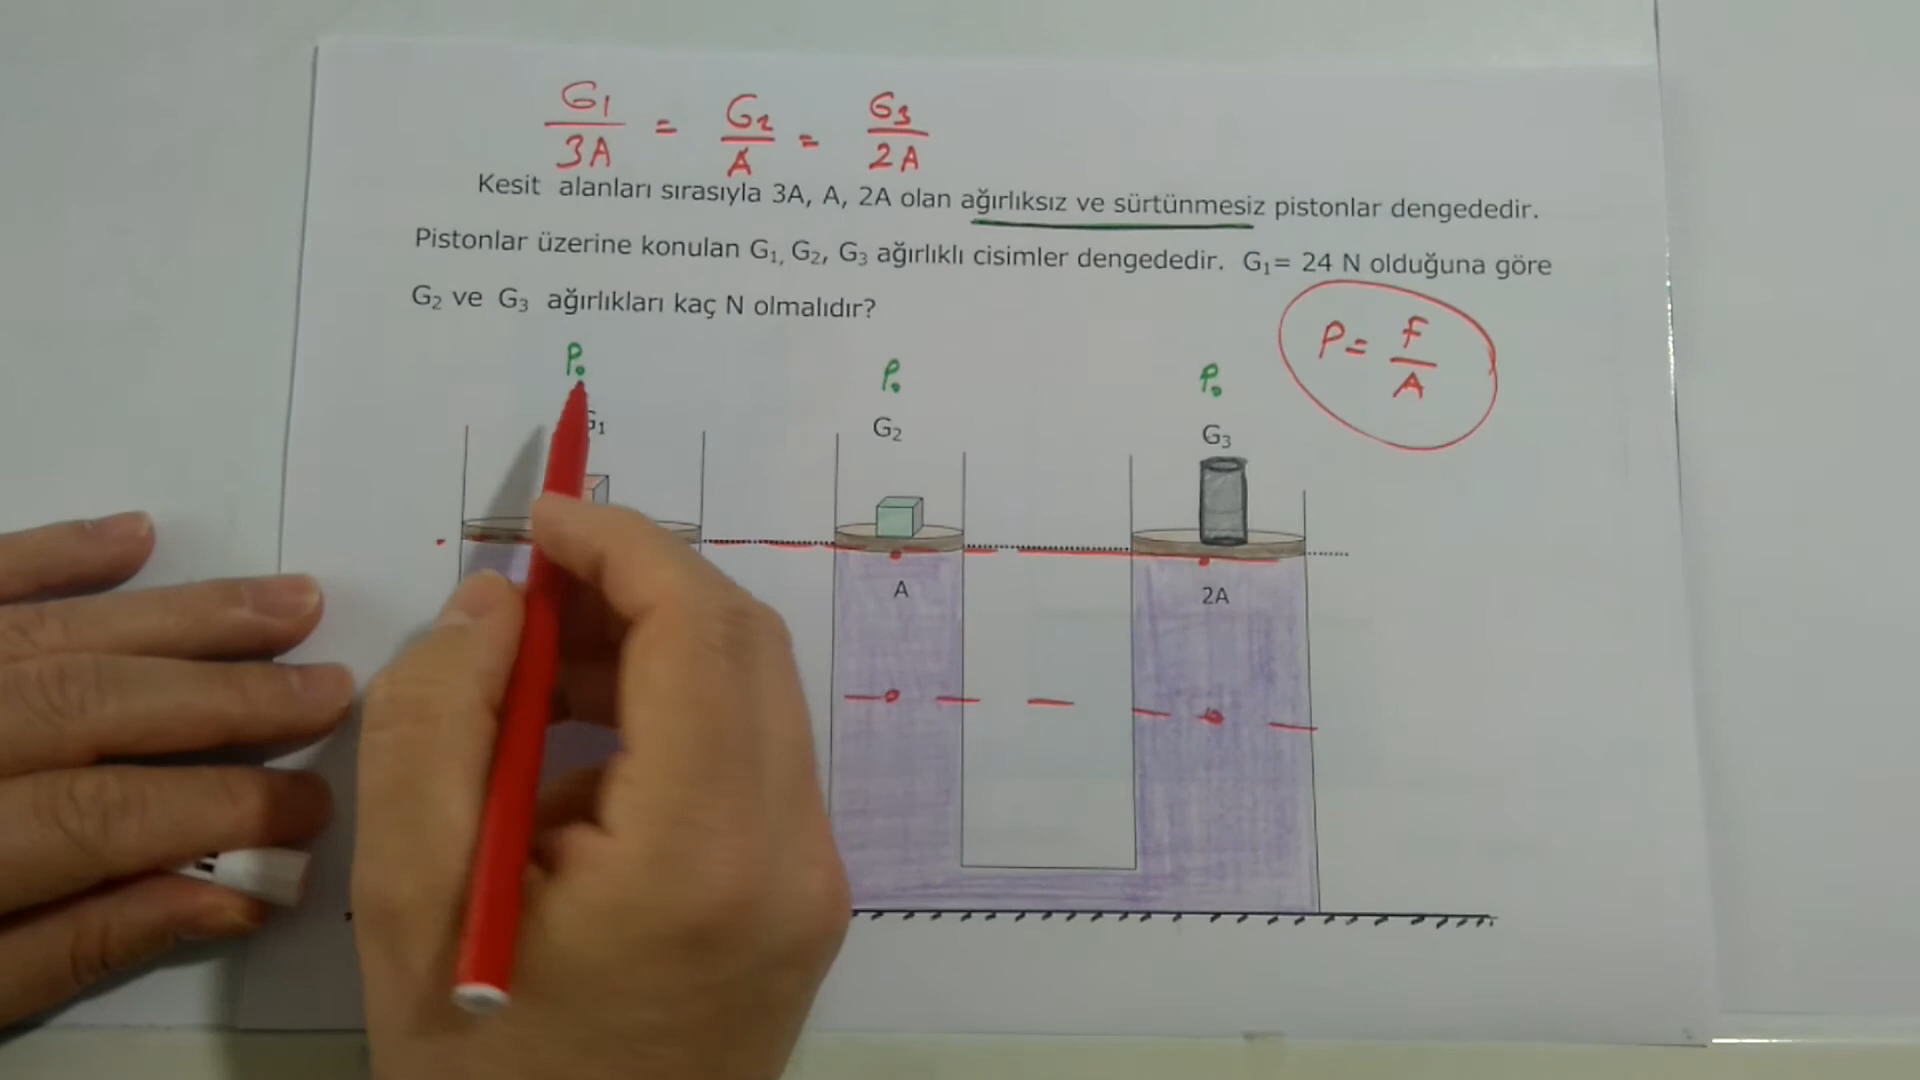 G₁/3A = G₂/A = G₃/2A
Kesit alanları sırasıyla 3A, A, 2A olan ağırlıksız ve sürtünmesiz pistonlar dengededir.
Pistonlar üzerine konulan G₁, G₂, G₃ ağırlıklı cisimler dengededir. G₁= 24 N olduğuna göre
G₂ ve G₃ ağırlıkları kaç N olmalıdır?
P = F/A
P₀ P₀ P₀
G₁ G₂ G₃
A 2A